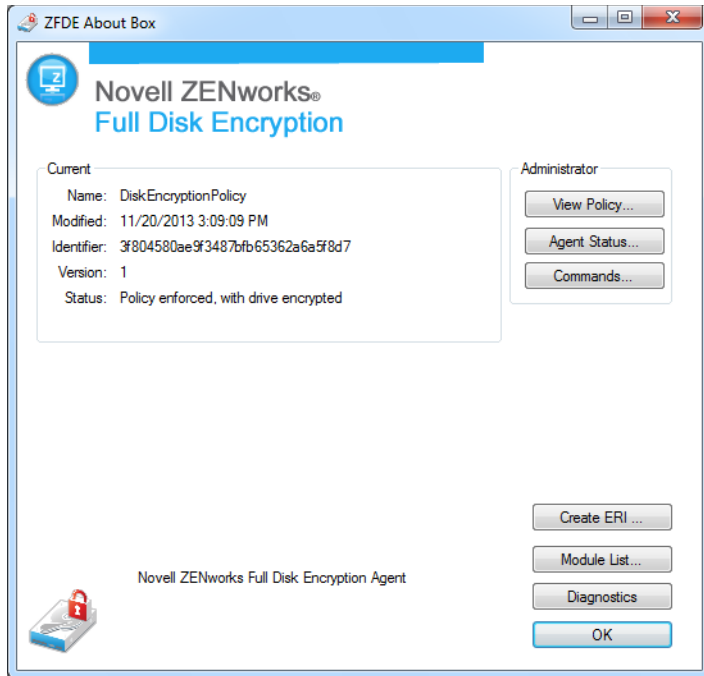 ZFDE About Box
Z
Novell ZENworks®
Full Disk Encryption
Current
Name: DiskEncryptionPolicy
Modified: 11/20/2013 3:09:09 PM
Identifier: 3f804580ae9f3487bfb65362a6a5f8d7
Version: 1
Status: Policy enforced, with drive encrypted
Administrator
View Policy...
Agent Status...
Commands...
Create ERI ...
Module List...
Novell ZENworks Full Disk Encryption Agent
Diagnostics
OK